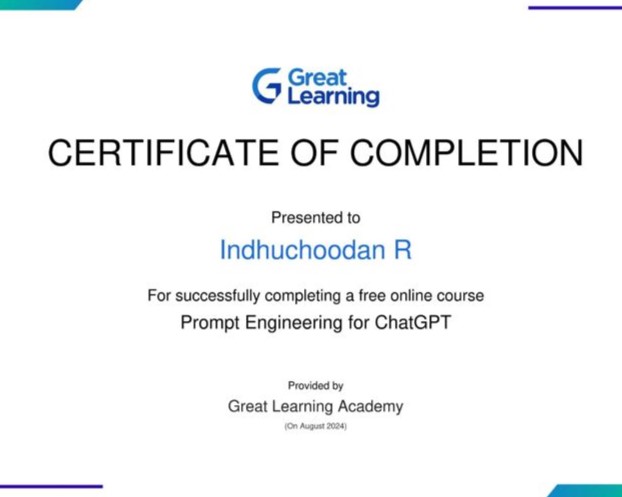 Great
Learning
CERTIFICATE OF COMPLETION
Presented to
Indhuchoodan R
For successfully completing a free online course
Prompt Engineering for ChatGPT
Provided by
Great Learning Academy
(On August 2024)